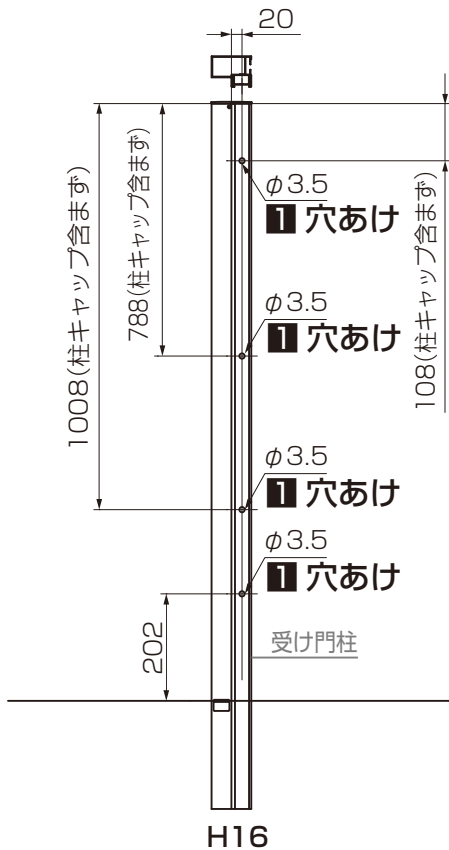 20
φ3.5
1 穴あけ
108(柱キャップ含まず)
788(柱キャップ含まず)
1008(柱キャップ含まず)
φ3.5
1 穴あけ
φ3.5
1 穴あけ
φ3.5
1 穴あけ
202
受け門柱
H16